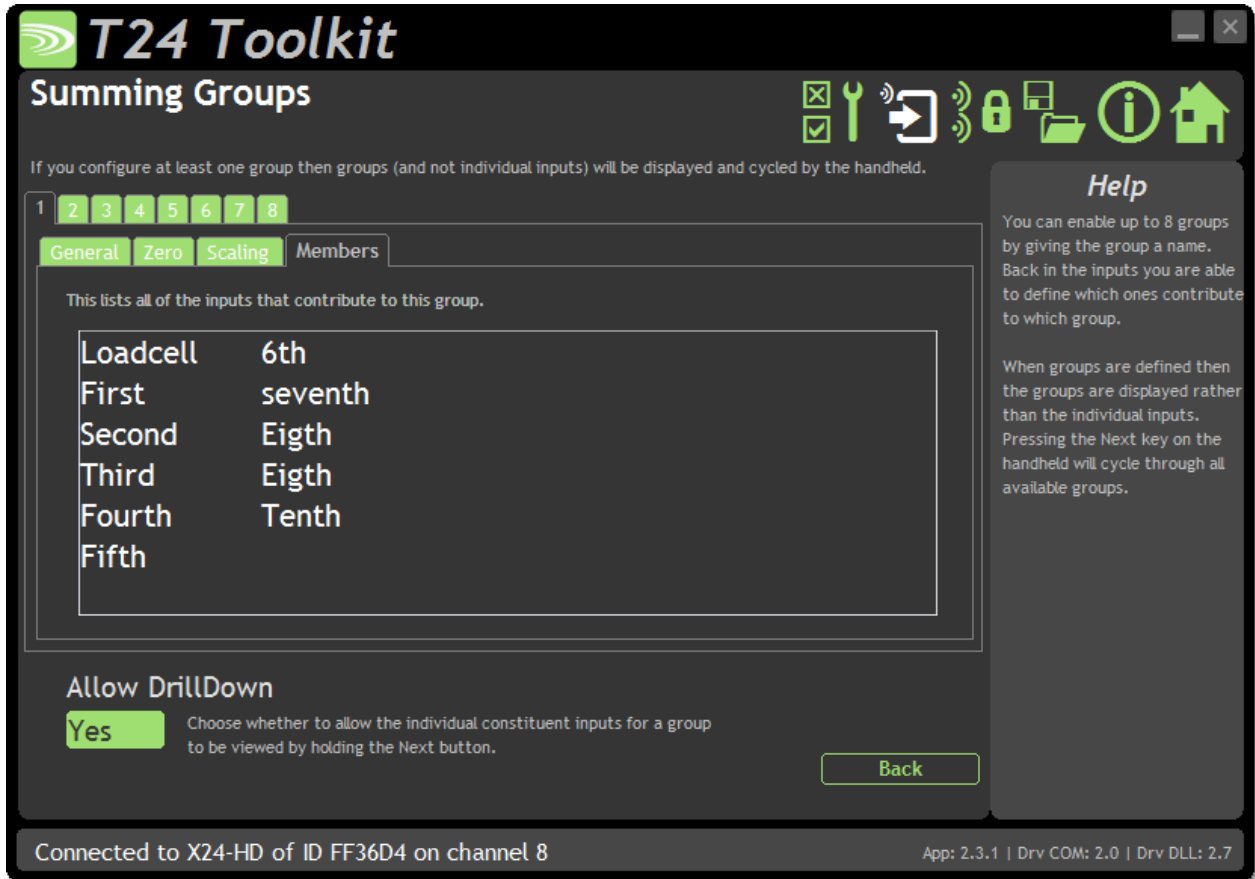 T24 Toolkit
Summing Groups
If you configure at least one group then groups (and not individual inputs) will be displayed and cycled by the handheld.
1 2 3 4 5 6 7 8
General Zero Scaling Members
This lists all of the inputs that contribute to this group.
Loadcell 6th
First seventh
Second Eigth
Third Eigth
Fourth Tenth
Fifth
Allow DrillDown
Yes
Choose whether to allow the individual constituent inputs for a group
to be viewed by holding the Next button.
Back
Help
You can enable up to 8 groups
by giving the group a name.
Back in the inputs you are able
to define which ones contribute
to which group.
When groups are defined then
the groups are displayed rather
than the individual inputs.
Pressing the Next key on the
handheld will cycle through all
available groups.
Connected to X24-HD of ID FF36D4 on channel 8
App: 2.3.1 | Drv COM: 2.0 | Drv DLL: 2.7